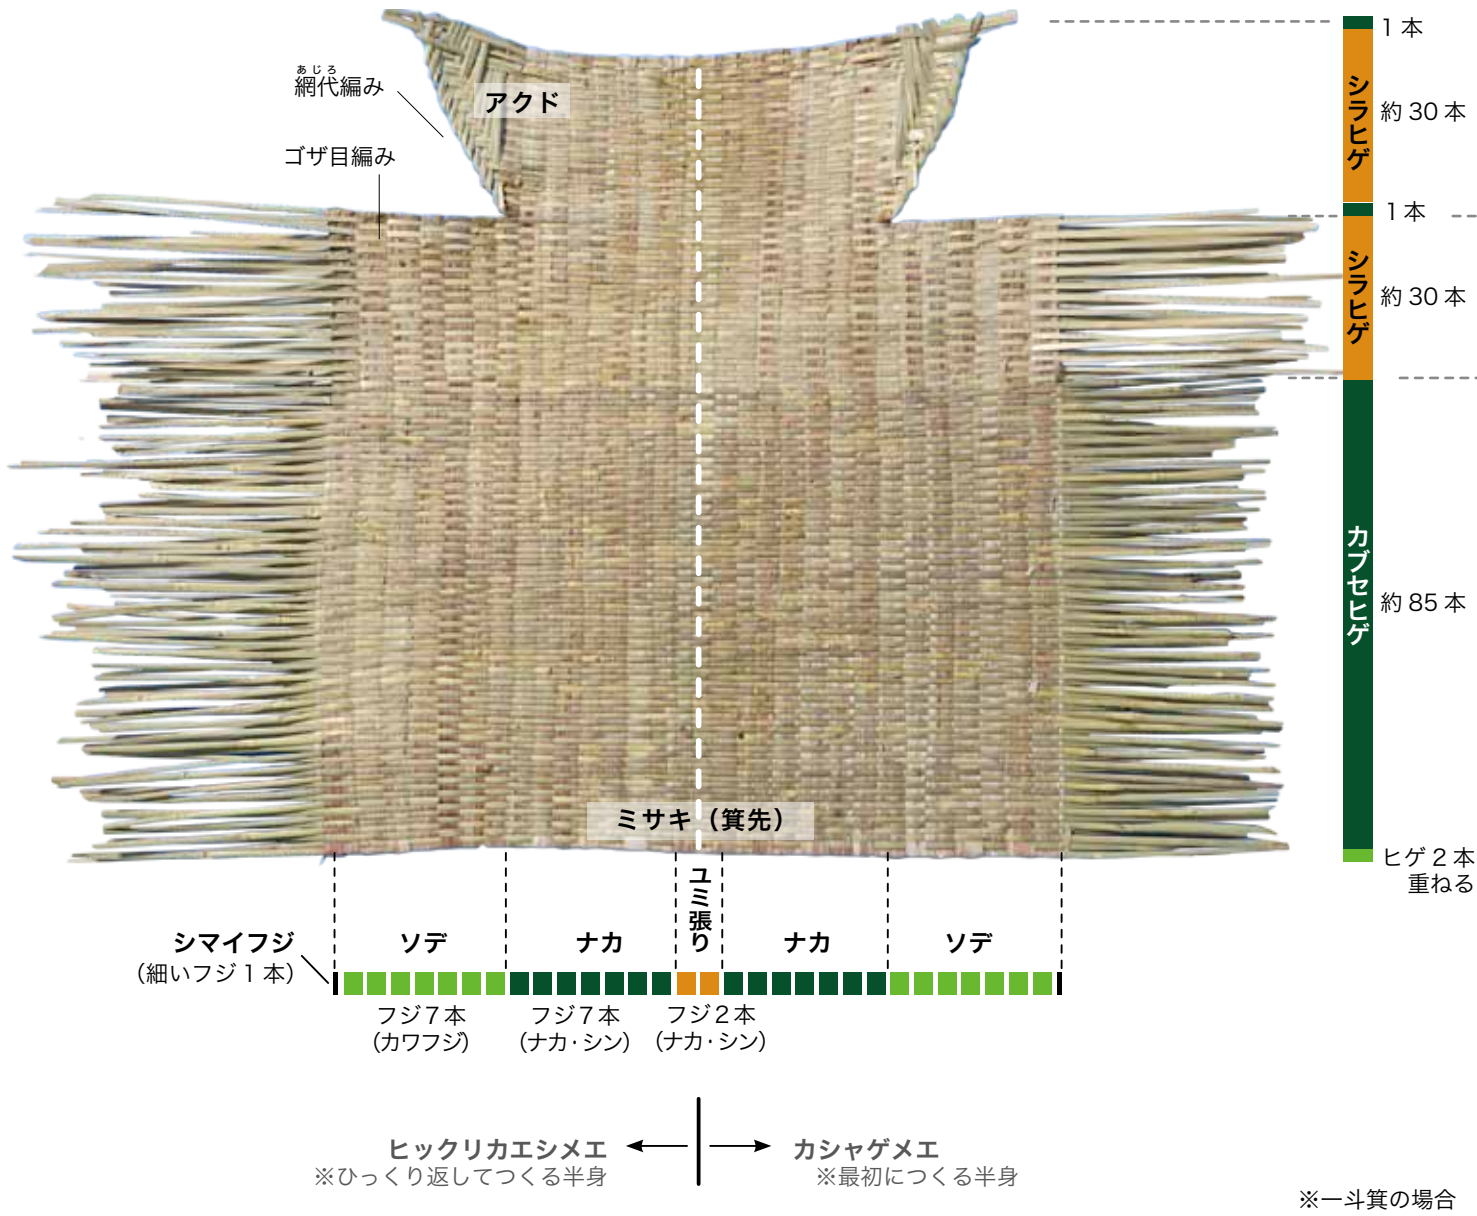 1本
シラヒゲ
約30本
あじろ
網代編み
アクド
ゴザ目編み
1本
シラヒゲ
約30本
カブセヒゲ
約85本
ミサキ（箕先）
ヒゲ2本
重ねる
ユミ張り
シマイフジ
（細いフジ1本）
ソデ
ナカ
ナカ
ソデ
フジ7本
（カワフジ）
フジ7本
（ナカ・シン）
フジ2本
（ナカ・シン）
ヒックリカエシメエ
※ひっくり返してつくる半身
カシャゲメエ
※最初につくる半身
※一斗箕の場合